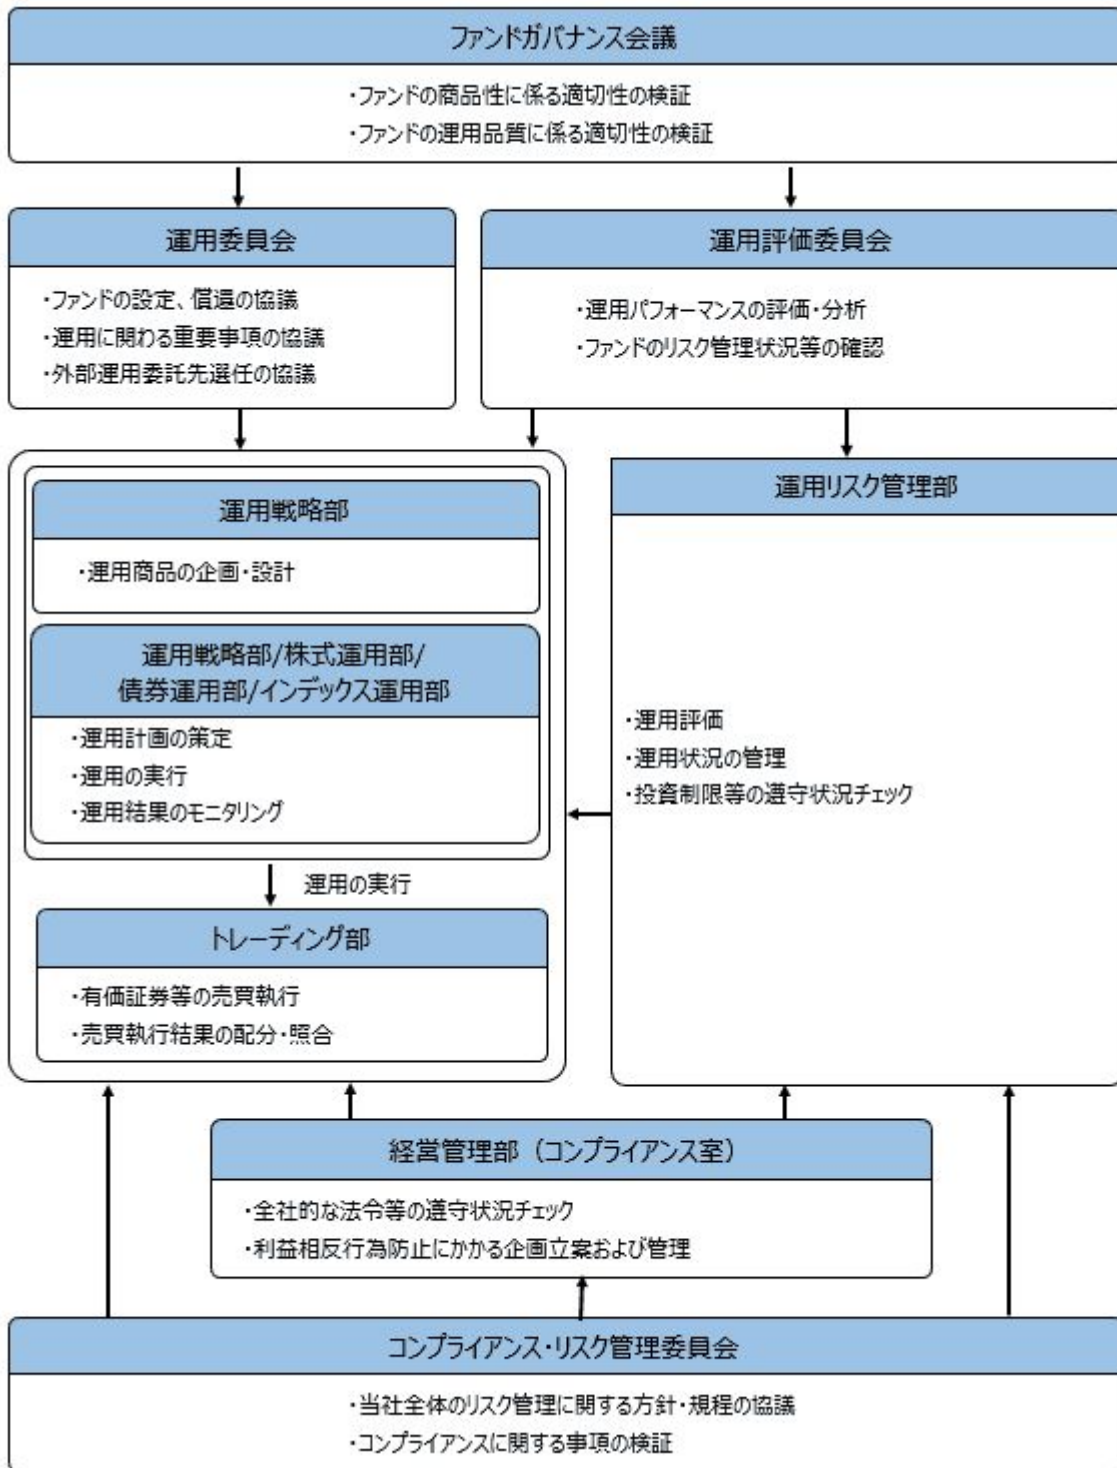 ファンドガバナンス会議
・ファンドの商品性に係る適切性の検証
・ファンドの運用品質に係る適切性の検証
運用委員会
・ファンドの設定、償還の協議
・運用に関わる重要事項の協議
・外部運用委託先選任の協議
運用評価委員会
・運用パフォーマンスの評価・分析
・ファンドのリスク管理状況等の確認
運用戦略部
・運用商品の企画・設計
運用戦略部/株式運用部/
債券運用部/インデックス運用部
・運用計画の策定
・運用の実行
・運用結果のモニタリング
運用の実行
トレーディング部
・有価証券等の売買執行
・売買執行結果の配分・照合
運用リスク管理部
・運用評価
・運用状況の管理
・投資制限等の遵守状況チェック
経営管理部（コンプライアンス室）
・全社的な法令等の遵守状況チェック
・利益相反行為防止にかかる企画立案および管理
コンプライアンス・リスク管理委員会
・当社全体のリスク管理に関する方針・規程の協議
・コンプライアンスに関する事項の検証